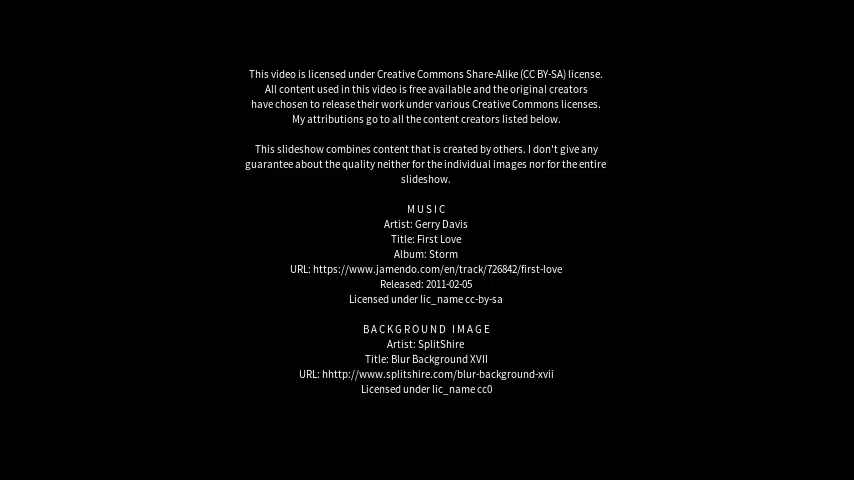 This video is licensed under Creative Commons Share-Alike (CC BY-SA) license.
All content used in this video is free available and the original creators
have chosen to release their work under various Creative Commons licenses.
My attributions go to all the content creators listed below.
This slideshow combines content that is created by others. I don't give any
guarantee about the quality neither for the individual images nor for the entire
slideshow.
MUSIC
Artist: Gerry Davis
Title: First Love
Album: Storm
URL: https://www.jamendo.com/en/track/726842/first-love
Released: 2011-02-05
Licensed under lic_name cc-by-sa
BACKGROUND IMAGE
Artist: SplitShire
Title: Blur Background XVII
URL: hhttp://www.splitshire.com/blur-background-xvii
Licensed under lic_name cc0